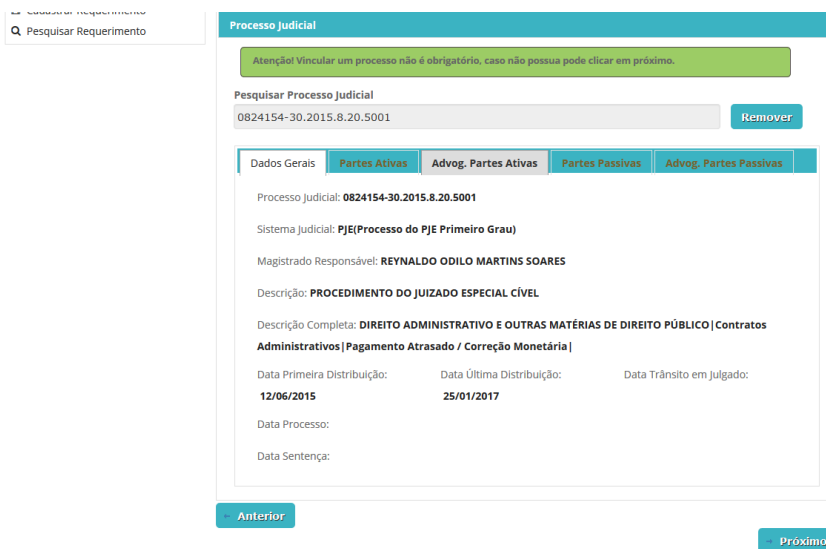 Cadastrar Requerimento
Pesquisar Requerimento
Processo Judicial
Atenção! Vincular um processo não é obrigatório, caso não possua pode clicar em próximo.
Pesquisar Processo Judicial
0824154-30.2015.8.20.5001
Remover
Dados Gerais
Partes Ativas
Advog. Partes Ativas
Partes Passivas
Advog. Partes Passivas
Processo Judicial: 0824154-30.2015.8.20.5001
Sistema Judicial: PJE(Processo do PJE Primeiro Grau)
Magistrado Responsável: REYNALDO ODILO MARTINS SOARES
Descrição: PROCEDIMENTO DO JUIZADO ESPECIAL CÍVEL
Descrição Completa: DIREITO ADMINISTRATIVO E OUTRAS MATÉRIAS DE DIREITO PÚBLICO|Contratos
Administrativos|Pagamento Atrasado / Correção Monetária|
Data Primeira Distribuição: Data Última Distribuição: Data Trânsito em Julgado:
12/06/2015 25/01/2017
Data Processo:
Data Sentença:
← Anterior
→ Próximo